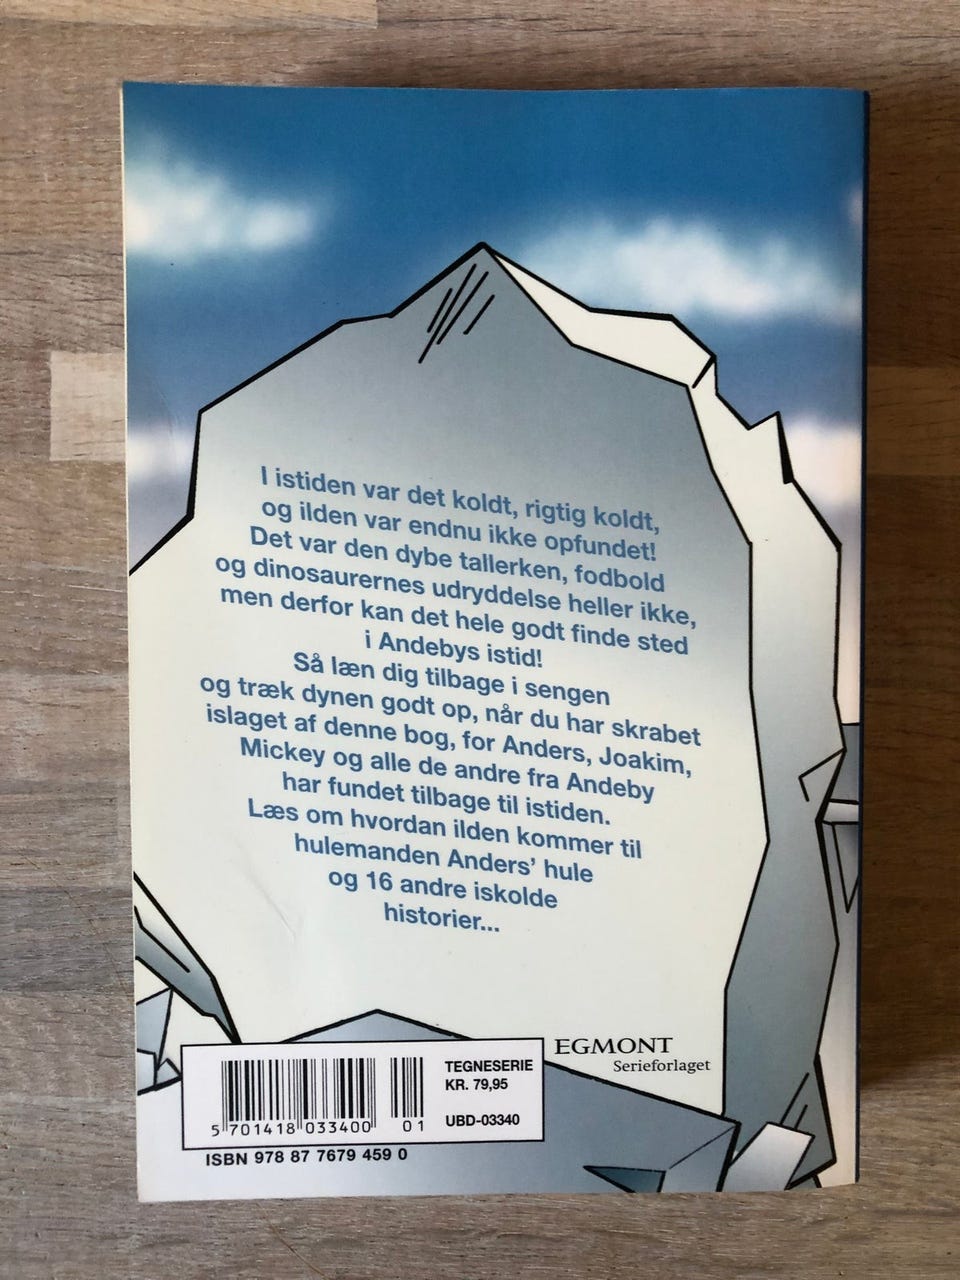 I istiden var det koldt, rigtig koldt,
og ilden var endnu ikke opfundet!
Det var den dybe tallerken, fodbold
og dinosaurernes udryddelse heller ikke,
men derfor kan det hele godt finde sted
i Andebys istid!
Så læn dig tilbage i sengen
og træk dynen godt op, når du har skrabet
islaget af denne bog, for Anders, Joakim,
Mickey og alle de andre fra Andeby
har fundet tilbage til istiden.
Læs om hvordan ilden kommer til
hulemanden Anders' hule
og 16 andre iskolde
historier...
EGMONT
Serieforlaget
TEGNESERIE
KR. 79,95
UBD-03340
5 701418 033400 01
ISBN 978 87 7679 459 0